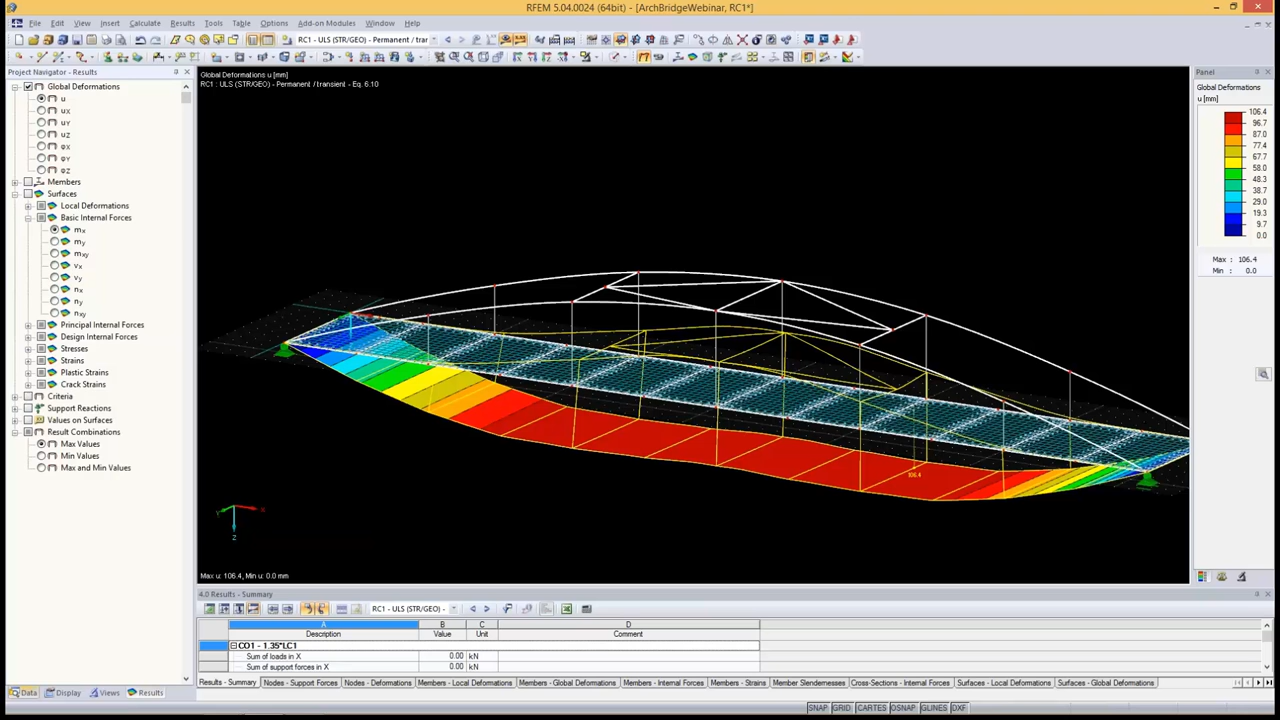 RFEM 5.04.0024 (64bit) - [ArchBridgeWebinar, RC1*]
File Edit View Insert Calculate Results Tools Table Options Add-on Modules Window Help
RC1 - ULS (STR/GEO) - Permanent / tran
Project Navigator - Results
Global Deformations
u
uX
uY
uZ
φX
φY
φZ
Members
Surfaces
Local Deformations
Basic Internal Forces
mx
my
mxy
vx
vy
nx
ny
nxy
Principal Internal Forces
Design Internal Forces
Stresses
Strains
Plastic Strains
Crack Strains
Criteria
Support Reactions
Values on Surfaces
Result Combinations
Max Values
Min Values
Max and Min Values
Data Display Views Results
Global Deformations u [mm]
RC1 : ULS (STR/GEO) - Permanent / transient - Eq. 6.10
106.4
X
Y
Z
Max u: 106.4, Min u: 0.0 mm
Panel
Global Deformations
u [mm]
106.4
96.7
87.0
77.4
67.7
58.0
48.3
38.7
29.0
19.3
9.7
0.0
Max : 106.4
Min : 0.0
4.0 Results - Summary
RC1 - ULS (STR/GEO) -
A B C D
Description Value Unit Comment
CO1 - 1.35*LC1
Sum of loads in X 0.00 kN
Sum of support forces in X 0.00 kN
Results - Summary Nodes - Support Forces Nodes - Deformations Members - Local Deformations Members - Global Deformations Members - Internal Forces Members - Strains Member Slendernesses Cross-Sections - Internal Forces Surfaces - Local Deformations Surfaces - Global Deformations
SNAP GRID CARTES OSNAP GLINES DXF